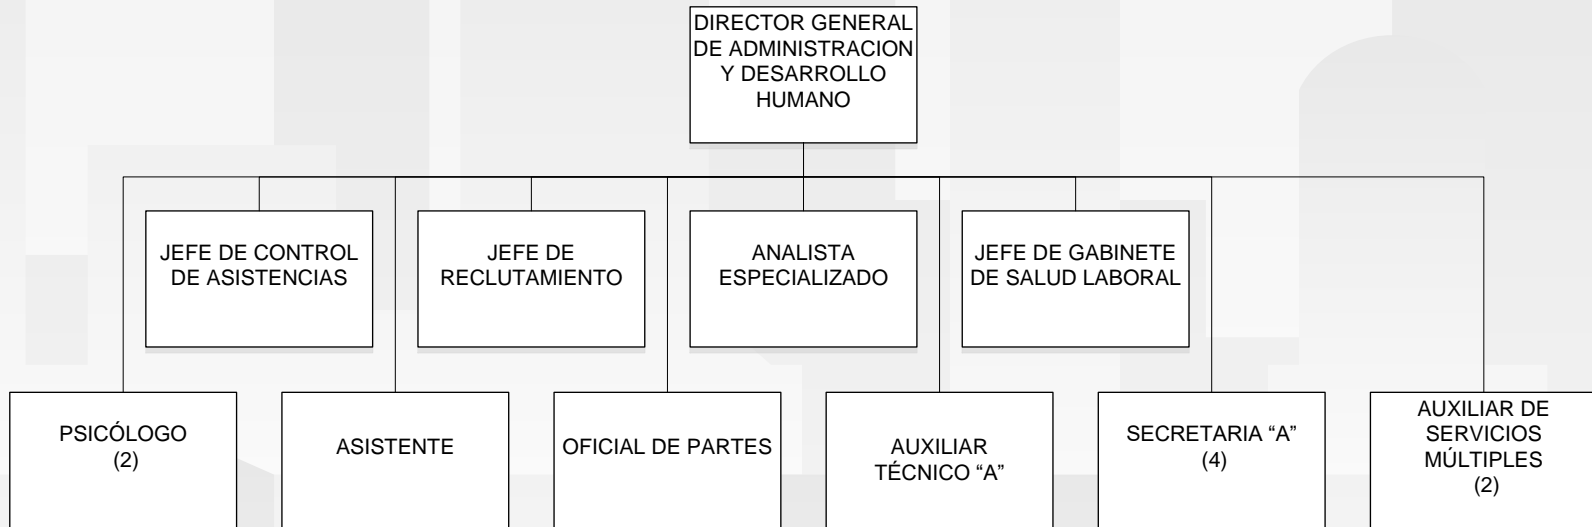 DIRECTOR GENERAL
DE ADMINISTRACION
Y DESARROLLO
HUMANO
JEFE DE CONTROL
DE ASISTENCIAS
JEFE DE
RECLUTAMIENTO
ANALISTA
ESPECIALIZADO
JEFE DE GABINETE
DE SALUD LABORAL
PSICÓLOGO
(2)
ASISTENTE
OFICIAL DE PARTES
AUXILIAR
TÉCNICO “A”
SECRETARIA “A”
(4)
AUXILIAR DE
SERVICIOS
MÚLTIPLES
(2)